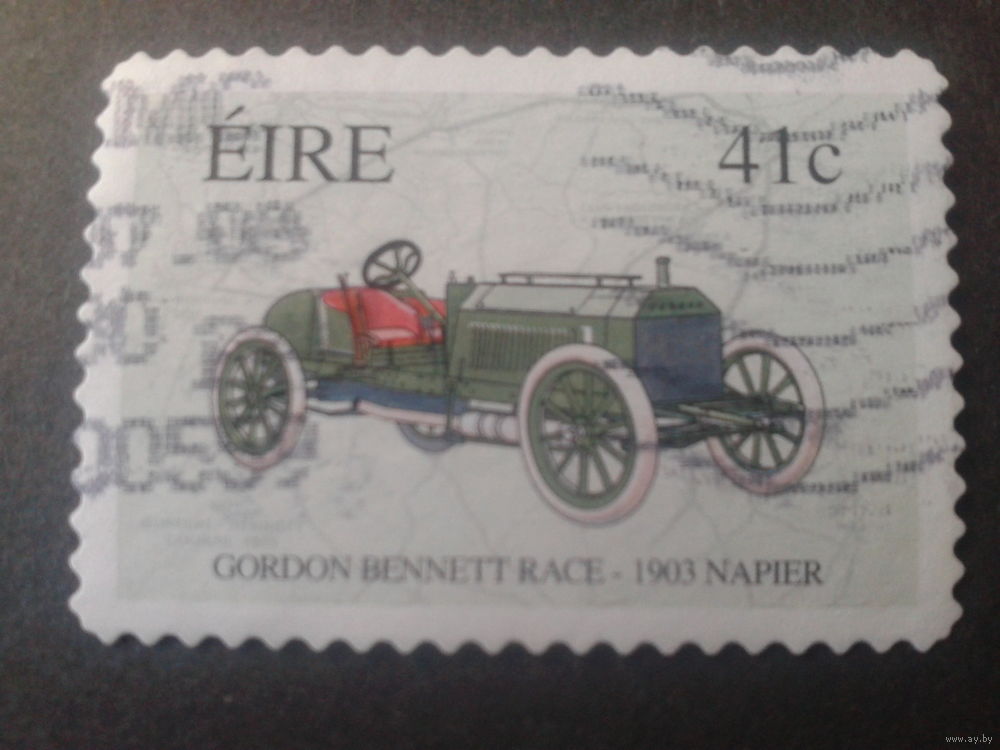 ÉIRE
41c
GORDON BENNETT RACE - 1903 NAPIER
www.ay.by